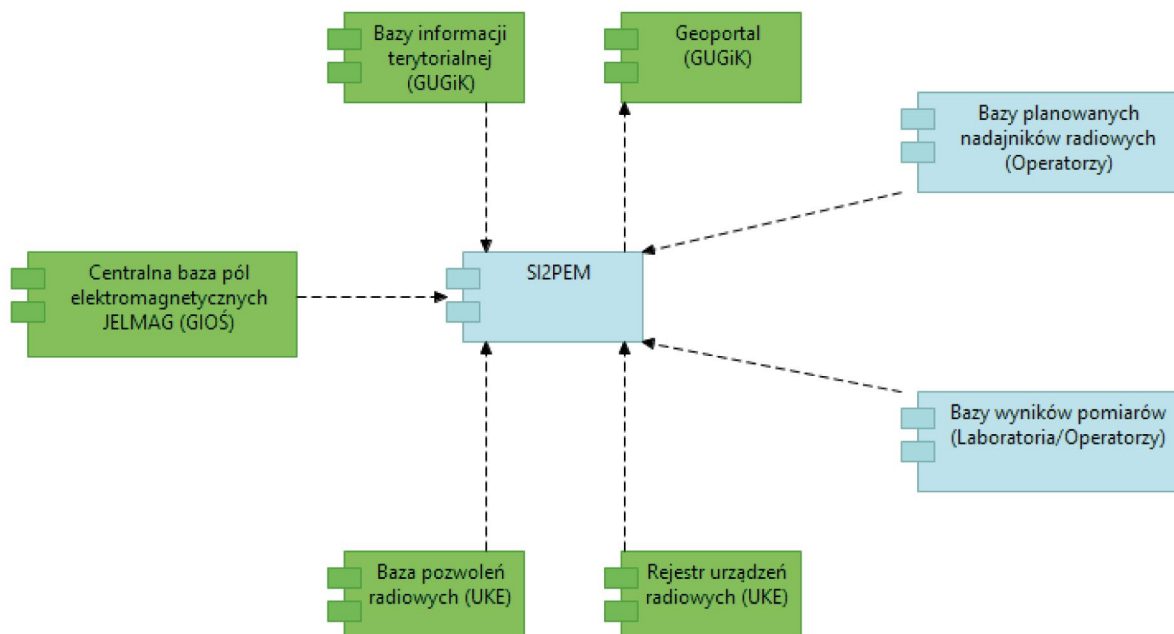 Bazy informacji
terytorialnej
(GUGiK)
Geoportal
(GUGiK)
Bazy planowanych
nadajników radiowych
(Operatorzy)
Centralna baza pól
elektromagnetycznych
JELMAG (GIOŚ)
SI2PEM
Bazy wyników pomiarów
(Laboratoria/Operatorzy)
Baza pozwoleń
radiowych (UKE)
Rejestr urządzeń
radiowych (UKE)